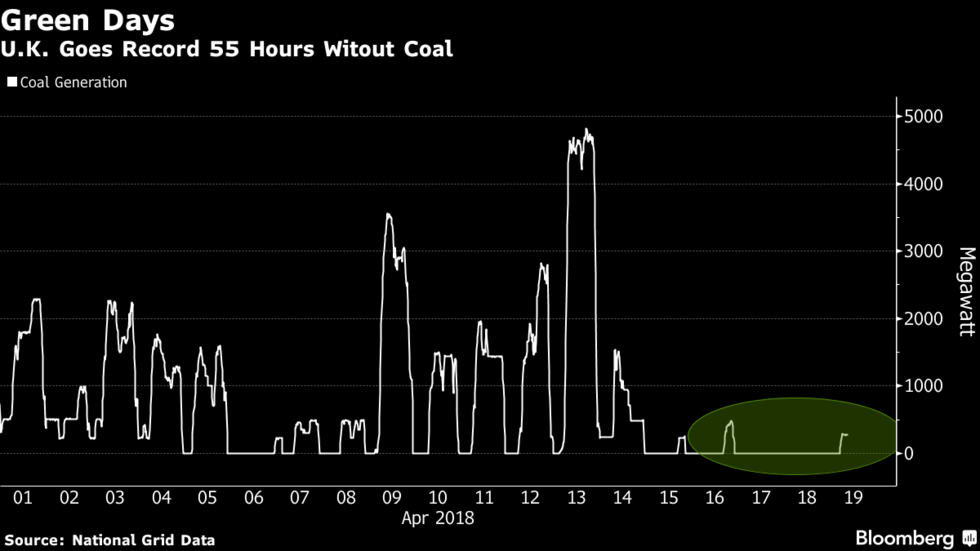 Green Days
U.K. Goes Record 55 Hours Witout Coal
Coal Generation
5000
4000
3000
2000
1000
0
Megawatt
01 02 03 04 05 06 07 08 09 10 11 12 13 14 15 16 17 18 19
Apr 2018
Source: National Grid Data
Bloomberg